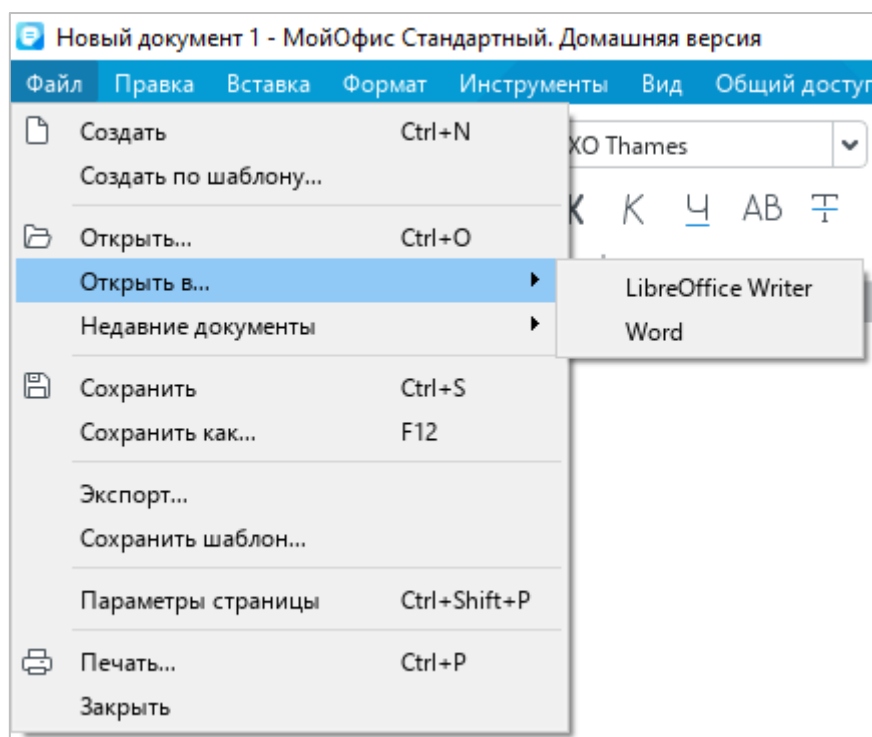 Новый документ 1 - МойОфис Стандартный. Домашняя версия
Файл Правка Вставка Формат Инструменты Вид Общий доступ
Создать Ctrl+N
XO Thames
Создать по шаблону...
Ж К Ч АВ Т
Открыть... Ctrl+O
Открыть в...
LibreOffice Writer
Недавние документы
Word
Сохранить Ctrl+S
Сохранить как... F12
Экспорт...
Сохранить шаблон...
Параметры страницы Ctrl+Shift+P
Печать... Ctrl+P
Закрыть